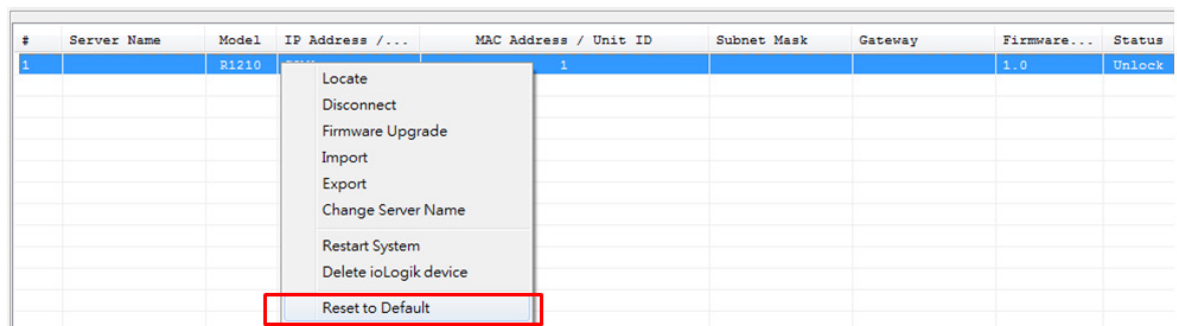 # Server Name Model IP Address /... MAC Address / Unit ID Subnet Mask Gateway Firmware... Status
1 R1210 1 1.0 Unlock
Locate
Disconnect
Firmware Upgrade
Import
Export
Change Server Name
Restart System
Delete ioLogik device
Reset to Default